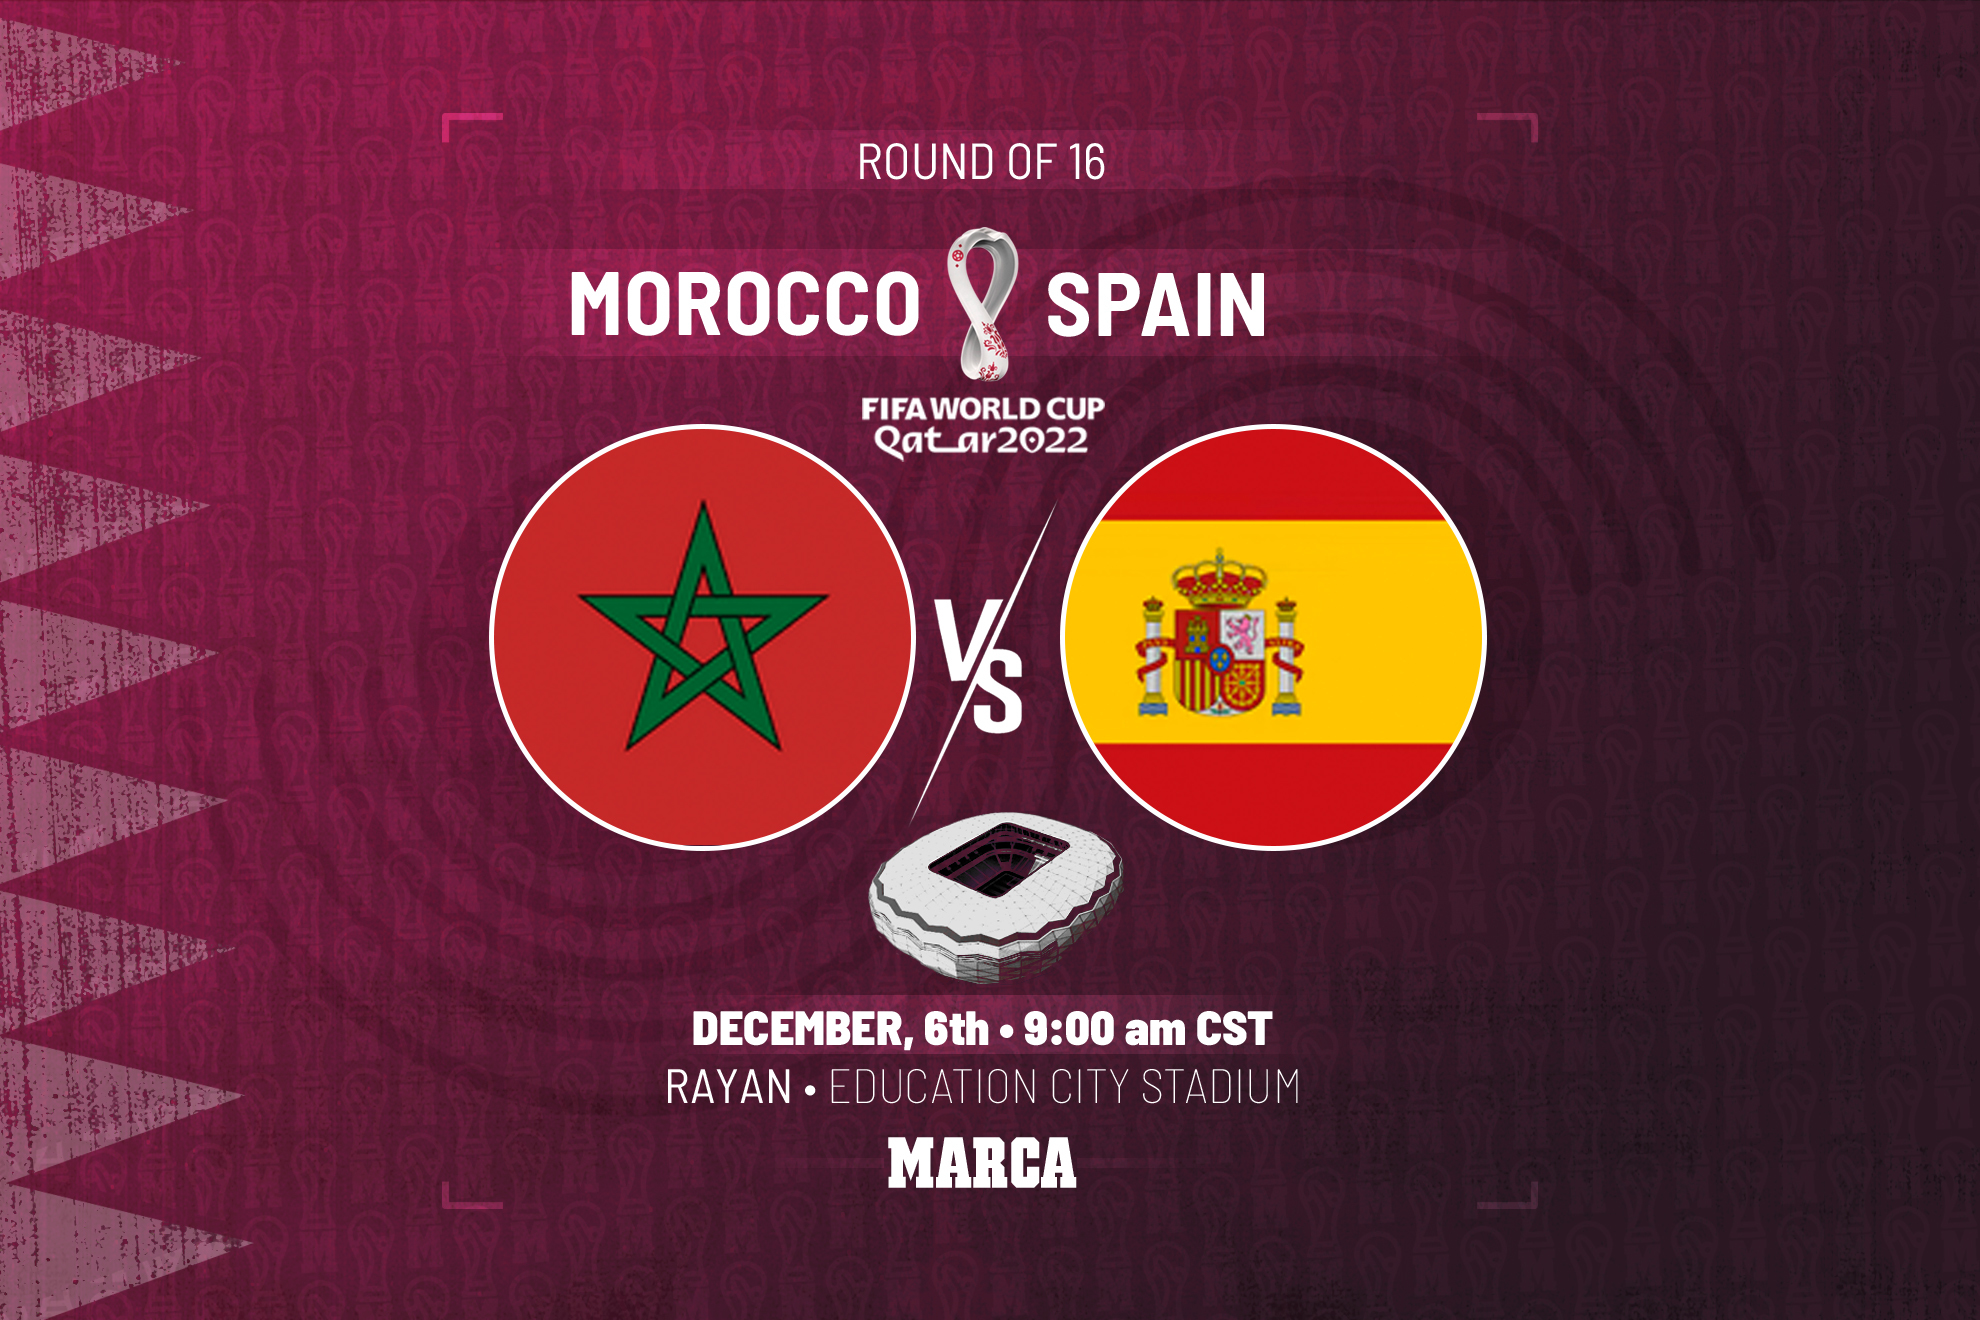 ROUND OF 16
MOROCCO SPAIN
FIFA WORLD CUP
Qatar2022
VS
DECEMBER, 6th • 9:00 am CST
RAYAN • EDUCATION CITY STADIUM
MARCA